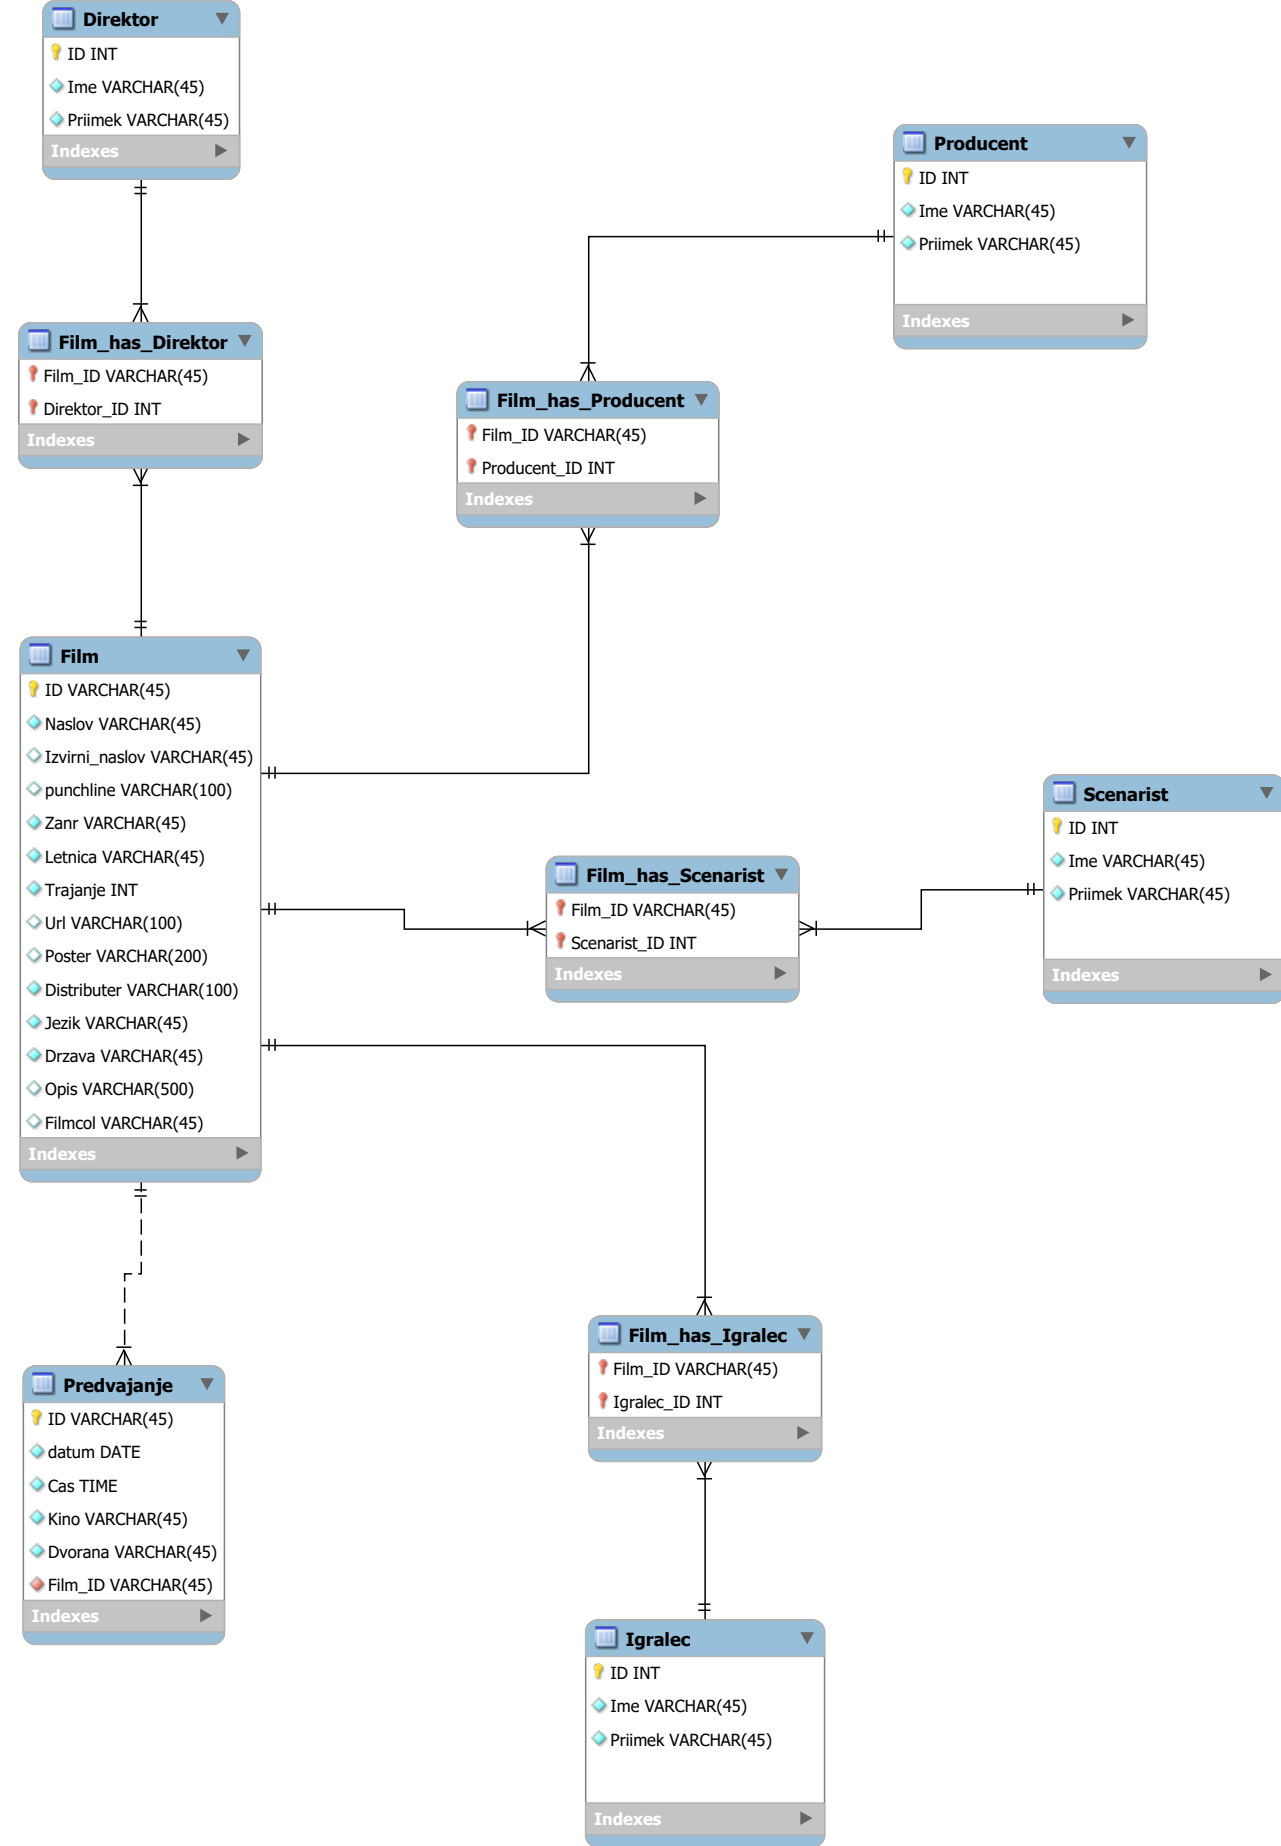 Direktor
ID INT
Ime VARCHAR(45)
Priimek VARCHAR(45)
Indexes
Producent
ID INT
Ime VARCHAR(45)
Priimek VARCHAR(45)
Indexes
Film_has_Direktor
Film_ID VARCHAR(45)
Direktor_ID INT
Indexes
Film_has_Producent
Film_ID VARCHAR(45)
Producent_ID INT
Indexes
Film
ID VARCHAR(45)
Naslov VARCHAR(45)
Izvirni_naslov VARCHAR(45)
punchline VARCHAR(100)
Zanr VARCHAR(45)
Letnica VARCHAR(45)
Trajanje INT
Url VARCHAR(100)
Poster VARCHAR(200)
Distributer VARCHAR(100)
Jezik VARCHAR(45)
Drzava VARCHAR(45)
Opis VARCHAR(500)
Filmcol VARCHAR(45)
Indexes
Scenarist
ID INT
Ime VARCHAR(45)
Priimek VARCHAR(45)
Indexes
Film_has_Scenarist
Film_ID VARCHAR(45)
Scenarist_ID INT
Indexes
Film_has_Igralec
Film_ID VARCHAR(45)
Igralec_ID INT
Indexes
Predvajanje
ID VARCHAR(45)
datum DATE
Cas TIME
Kino VARCHAR(45)
Dvorana VARCHAR(45)
Film_ID VARCHAR(45)
Indexes
Igralec
ID INT
Ime VARCHAR(45)
Priimek VARCHAR(45)
Indexes